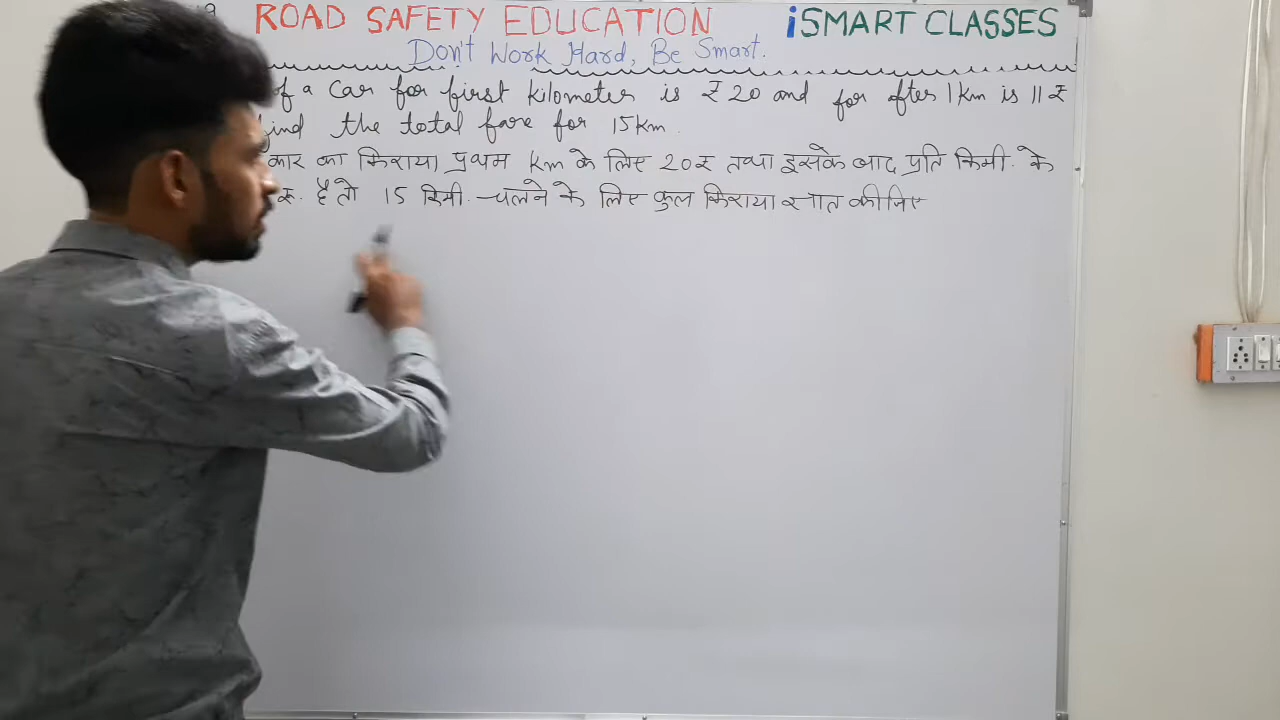 9 ROAD SAFETY EDUCATION iSMART CLASSES
Don't Work Hard, Be Smart.
of a car for first kilometer is ₹20 and for after 1km is 11₹
find the total fare for 15km.
कार का किराया प्रथम km के लिए 20₹ तथा इसके बाद प्रति किमी. के
रू. है तो 15 किमी. चलने के लिए कुल किराया ज्ञात कीजिए